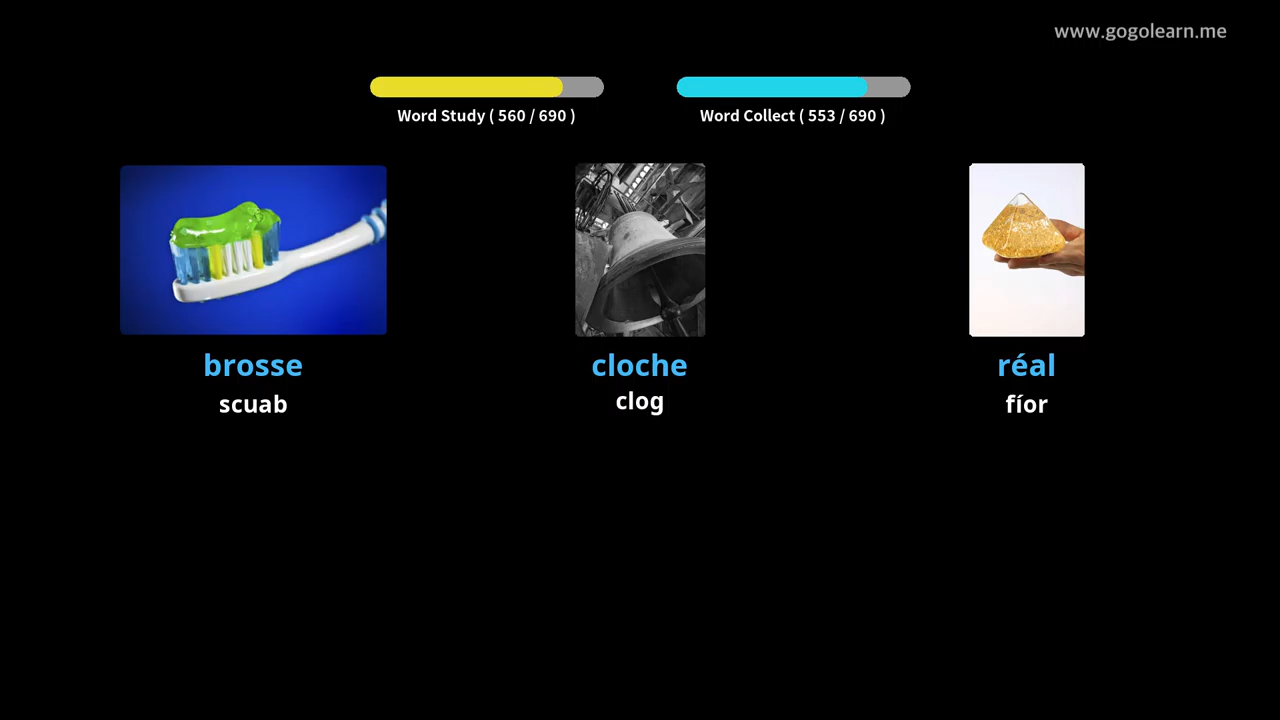 www.gogolearn.me
Word Study ( 560 / 690 )
Word Collect ( 553 / 690 )
brosse
scuab
cloche
clog
réal
fíor